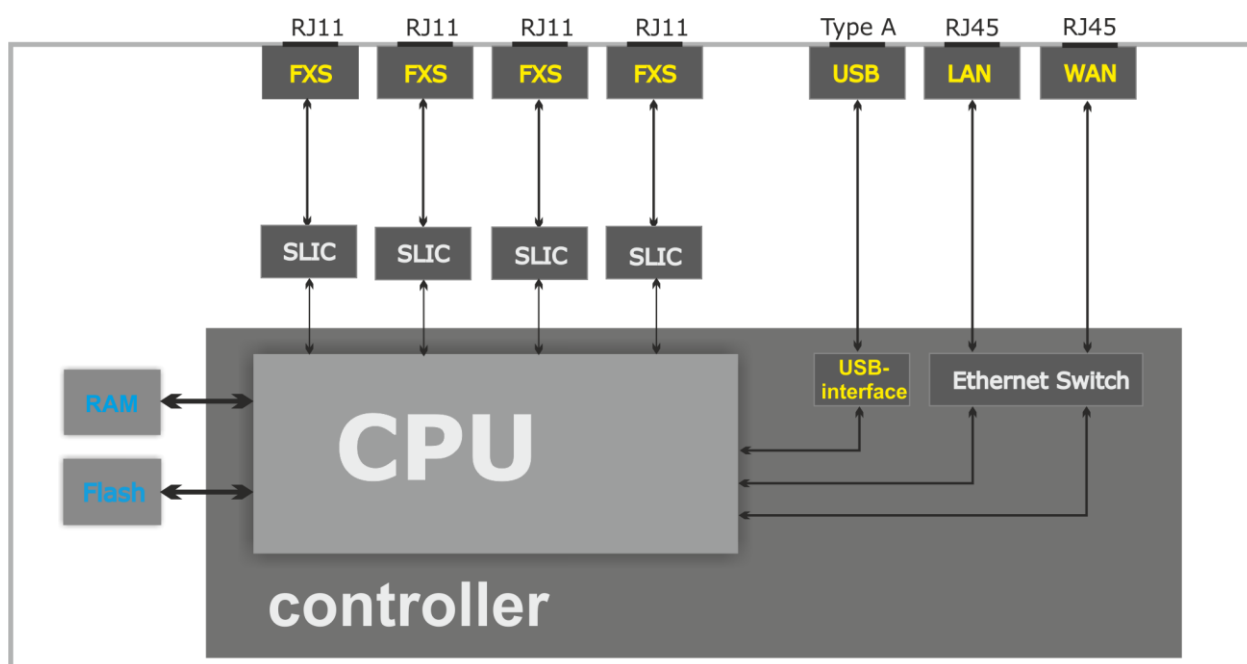 RJ11 RJ11 RJ11 RJ11 Type A RJ45 RJ45
FXS FXS FXS FXS USB LAN WAN
SLIC SLIC SLIC SLIC
USB-
interface
Ethernet Switch
RAM
CPU
Flash
controller